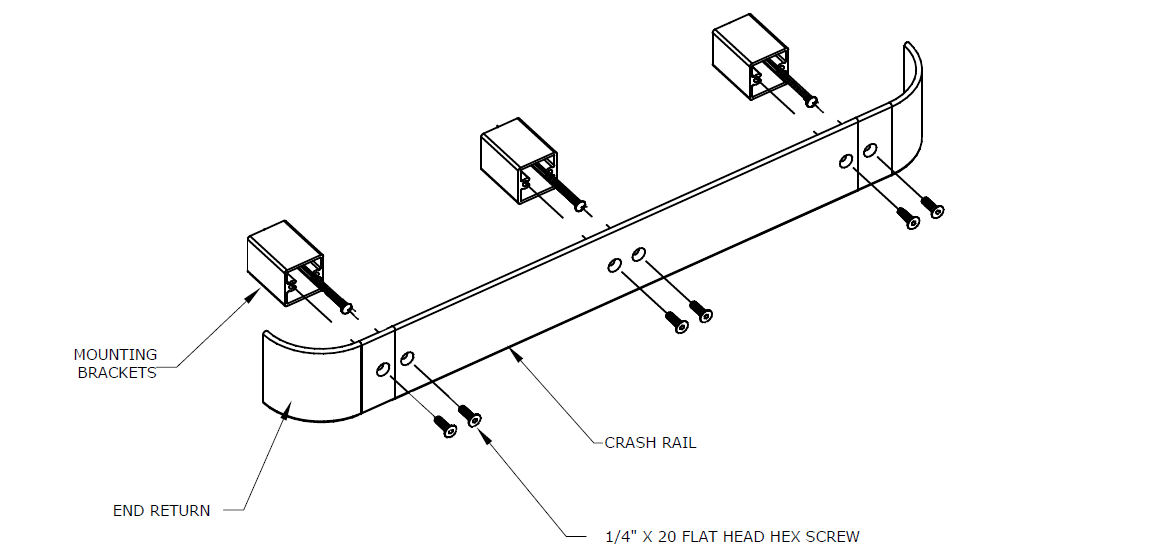 MOUNTING
BRACKETS
CRASH RAIL
END RETURN
1/4" X 20 FLAT HEAD HEX SCREW